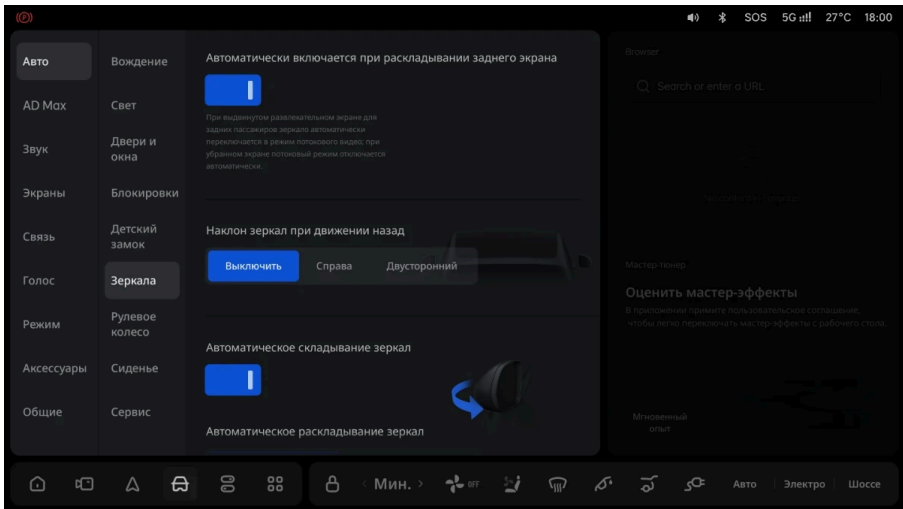 (P)
SOS 5G 27°C 18:00
Авто
AD Max
Звук
Экраны
Связь
Голос
Режим
Аксессуары
Общие
Вождение
Свет
Двери и
окна
Блокировки
Детский
замок
Зеркала
Рулевое
колесо
Сиденье
Сервис
Автоматически включается при раскладывании заднего экрана
При выдвинутом развлекательном экране для
задних пассажиров зеркало автоматически
переключается в режим потокового видео; при
убранном экране потоковый режим отключается
автоматически...
Наклон зеркал при движении назад
Выключить Справа Двусторонний
Автоматическое складывание зеркал
Автоматическое раскладывание зеркал
Browser
Search or enter a URL
Мастер-тюнер
Оценить мастер-эффекты
В приложении примите пользовательское соглашение,
чтобы легко переключать мастер-эффекты с рабочего стола.
Мгновенный
опыт
< Мин. > OFF Авто Электро Шоссе